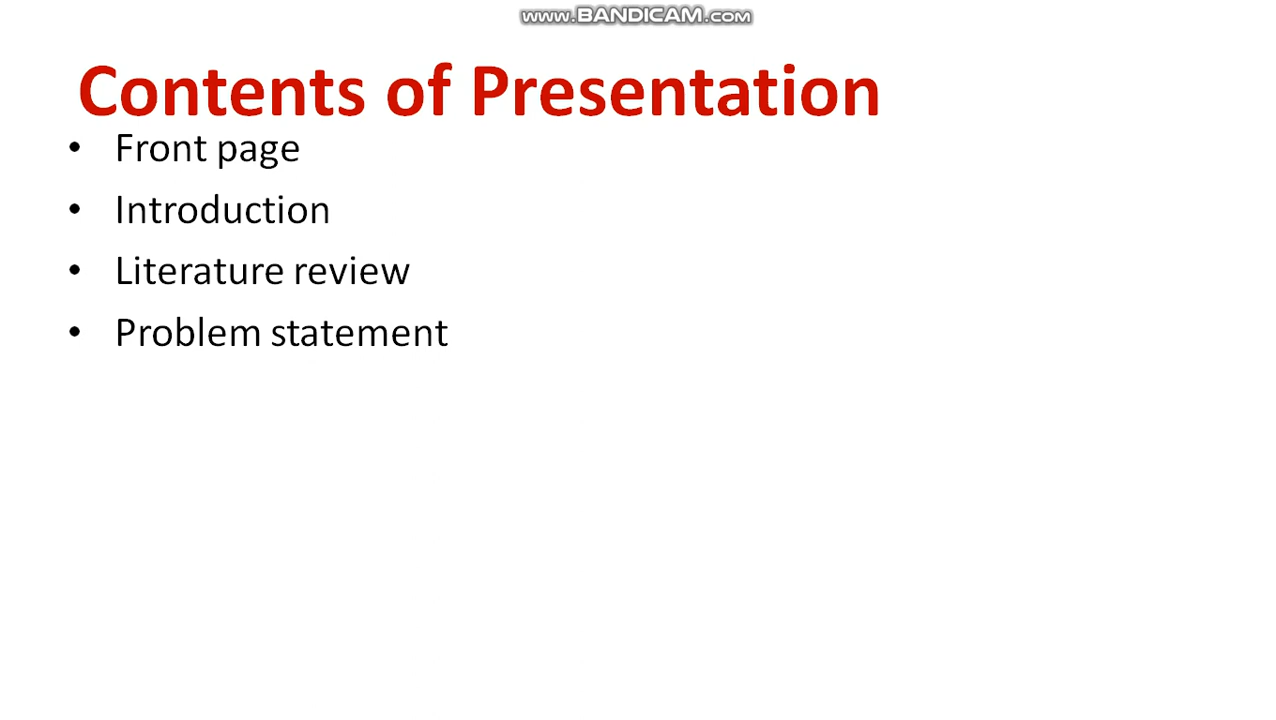 www.BANDICAM.com
Contents of Presentation
• Front page
• Introduction
• Literature review
• Problem statement